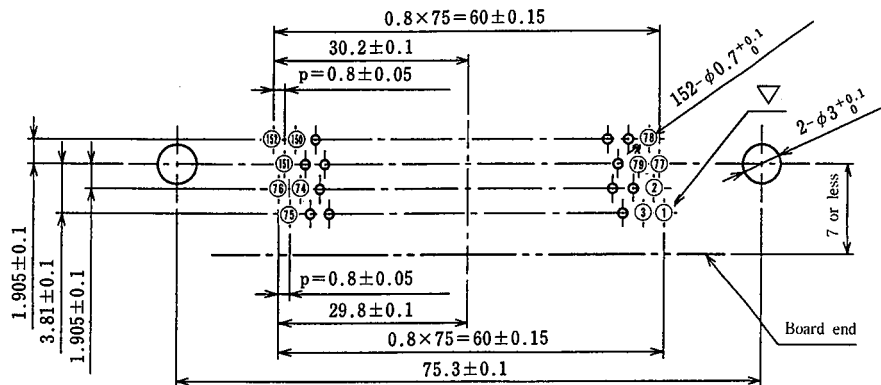 0.8×75=60±0.15
30.2±0.1
p=0.8±0.05
152-φ0.7+0.1 0
▽
2-φ3+0.1 0
152 150 78
151 79 77
76 74 2
75 3 1
7 or less
1.905±0.1
3.81±0.1
1.905±0.1
p=0.8±0.05
29.8±0.1
0.8×75=60±0.15
Board end
75.3±0.1